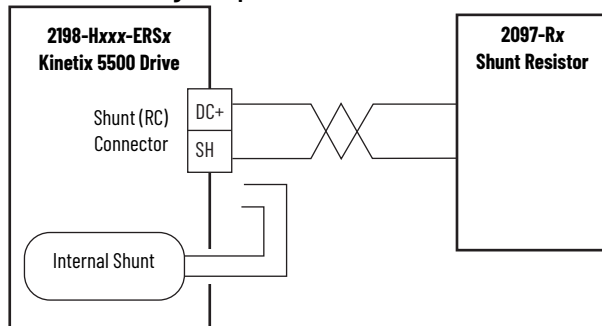 2198-Hxxx-ERSx
Kinetix 5500 Drive
2097-Rx
Shunt Resistor
Shunt (RC)
Connector
DC+
SH
Internal Shunt